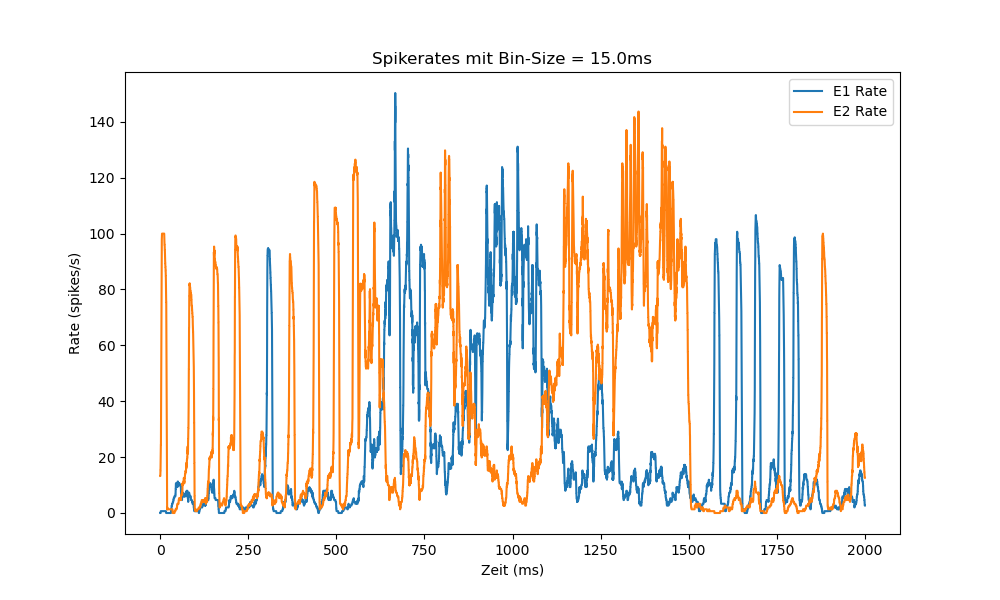 Spikerates mit Bin-Size = 15.0ms
E1 Rate
E2 Rate
Rate (spikes/s)
140
120
100
80
60
40
20
0
0 250 500 750 1000 1250 1500 1750 2000
Zeit (ms)